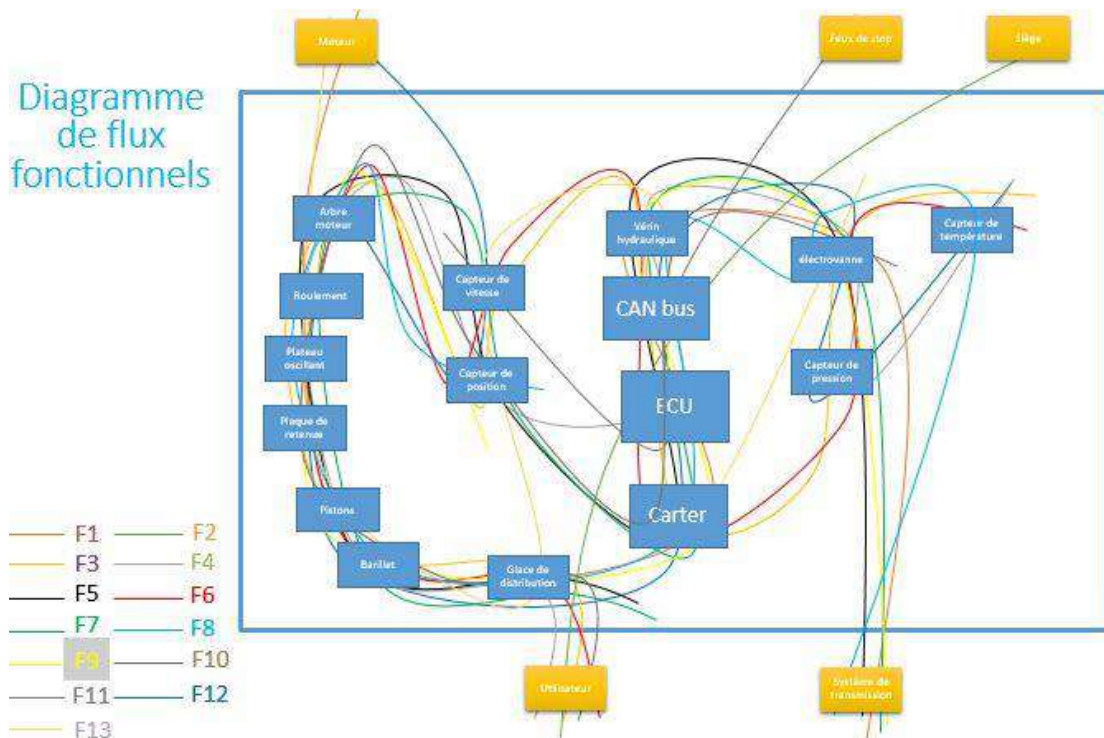 Moteur
Feux de stop
Siège
Diagramme
de flux
fonctionnels
Arbre
moteur
Vérin
hydraulique
Capteur de
température
éléctrovanne
Capteur de
vitesse
Roulement
CAN bus
Plateau
oscillant
Capteur de
position
Capteur de
pression
ECU
Plaque de
retenue
Pistons
Carter
Barillet
Glace de
distribution
F1 F2
F3 F4
F5 F6
F7 F8
F9 F10
F11 F12
F13
Utilisateur
Système de
transmission